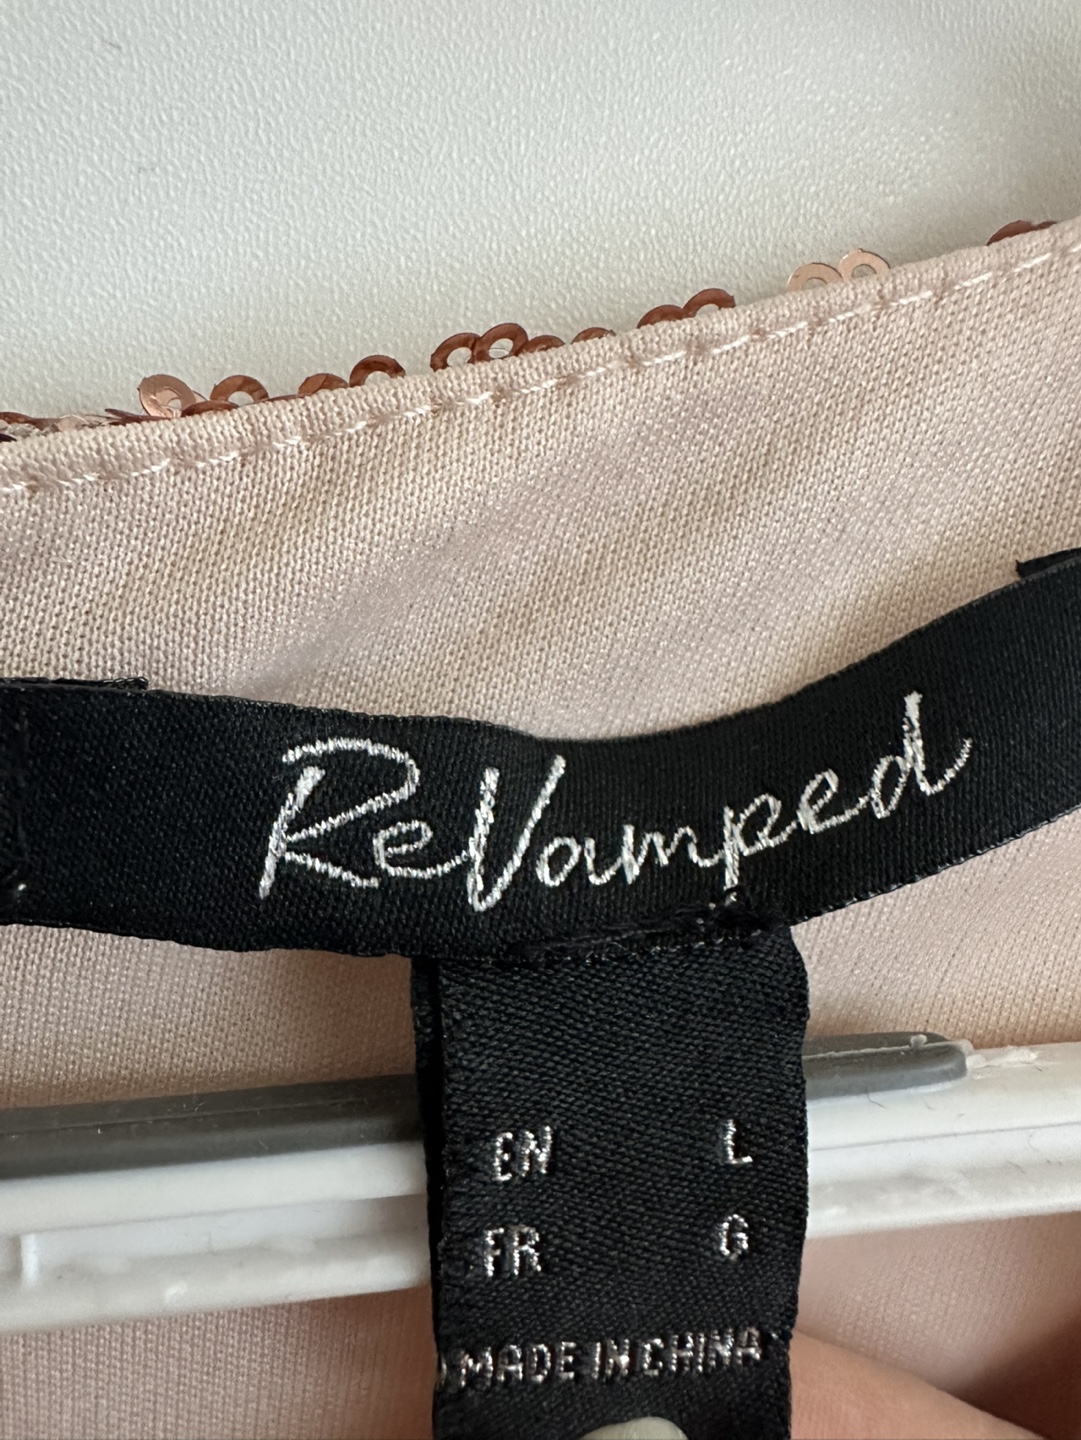 ReVamped
EN L
FR G
MADE IN CHINA